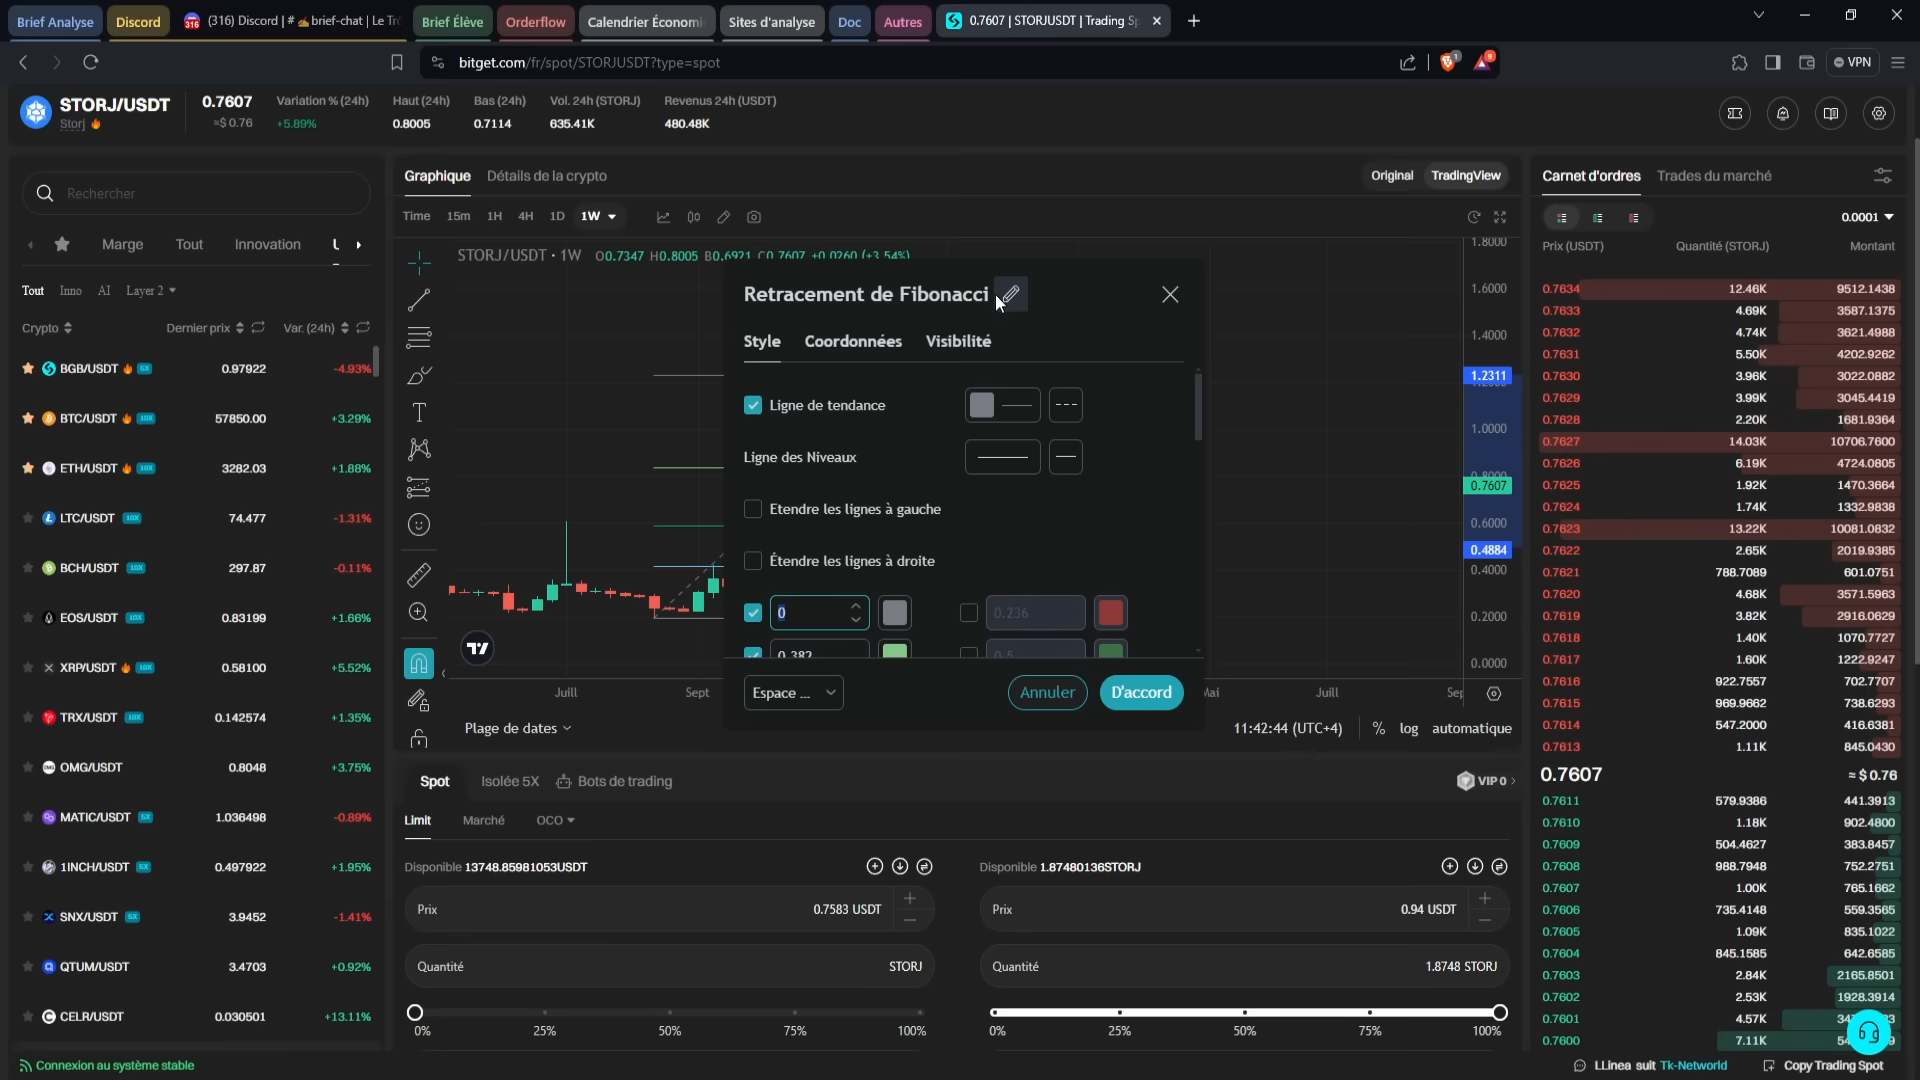 Brief Analyse
Discord
(316) Discord | # brief-chat | Le Tr
Brief Élève
Orderflow
Calendrier Économi
Sites d'analyse
Doc
Autres
0.7607 | STORJUSDT | Trading Sp
bitget.com/fr/spot/STORJUSDT?type=spot
VPN
STORJ/USDT
Storj
0.7607
≈$ 0.76
Variation % (24h)
+5.89%
Haut (24h)
0.8005
Bas (24h)
0.7114
Vol. 24h (STORJ)
635.41K
Revenus 24h (USDT)
480.48K
Rechercher
Marge Tout Innovation
Tout Inno AI Layer 2
Crypto Dernier prix Var. (24h)
BGB/USDT 5X 0.97922 -4.93%
BTC/USDT 10X 57850.00 +3.29%
ETH/USDT 10X 3282.03 +1.88%
LTC/USDT 10X 74.477 -1.31%
BCH/USDT 10X 297.87 -0.11%
EOS/USDT 10X 0.83199 +1.66%
XRP/USDT 10X 0.58100 +5.52%
TRX/USDT 10X 0.142574 +1.35%
OMG/USDT 0.8048 +3.75%
MATIC/USDT 5X 1.036498 -0.89%
1INCH/USDT 5X 0.497922 +1.95%
SNX/USDT 5X 3.9452 -1.41%
QTUM/USDT 3.4703 +0.92%
CELR/USDT 0.030501 +13.11%
Graphique Détails de la crypto
Original TradingView
Time 15m 1H 4H 1D 1W
STORJ/USDT · 1W O0.7347 H0.8005 B0.6921 C0.7607 +0.0260 (+3.54%)
Retracement de Fibonacci
Style Coordonnées Visibilité
Ligne de tendance
Ligne des Niveaux
Etendre les lignes à gauche
Étendre les lignes à droite
0 0.236
0.382 0.5
Espace ...
Annuler
D'accord
1.8000
1.6000
1.4000
1.2311
1.0000
0.8000
0.7607
0.6000
0.4884
0.4000
0.2000
0.0000
Juill Sept Mai Juill Sep
Plage de dates
11:42:44 (UTC+4) % log automatique
Spot Isolée 5X Bots de trading
VIP 0
Limit Marché OCO
Disponible 13748.85981053USDT
Prix 0.7583 USDT
Quantité STORJ
0% 25% 50% 75% 100%
Disponible 1.87480136STORJ
Prix 0.94 USDT
Quantité 1.8748 STORJ
0% 25% 50% 75% 100%
Carnet d'ordres Trades du marché
0.0001
Prix (USDT) Quantité (STORJ) Montant
0.7634 12.46K 9512.1438
0.7633 4.69K 3587.1375
0.7632 4.74K 3621.4988
0.7631 5.50K 4202.9262
0.7630 3.96K 3022.0882
0.7629 3.99K 3045.4419
0.7628 2.20K 1681.9364
0.7627 14.03K 10706.7600
0.7626 6.19K 4724.0805
0.7625 1.92K 1470.3664
0.7624 1.74K 1332.9838
0.7623 13.22K 10081.0832
0.7622 2.65K 2019.9385
0.7621 788.7089 601.0751
0.7620 4.68K 3571.5963
0.7619 3.82K 2916.0629
0.7618 1.40K 1070.7727
0.7617 1.60K 1222.9247
0.7616 922.7557 702.7707
0.7615 969.9662 738.6293
0.7614 547.2000 416.6381
0.7613 1.11K 845.0430
0.7607 ≈ $ 0.76
0.7611 579.9386 441.3913
0.7610 1.18K 902.4800
0.7609 504.4627 383.8457
0.7608 988.7948 752.2751
0.7607 1.00K 765.1662
0.7606 735.4148 559.3565
0.7605 1.09K 835.1022
0.7604 845.1585 642.6585
0.7603 2.84K 2165.8501
0.7602 2.53K 1928.3914
0.7601 4.57K
0.7600 7.11K
Connexion au système stable
LLinea suit Tk-Networld
Copy Trading Spot